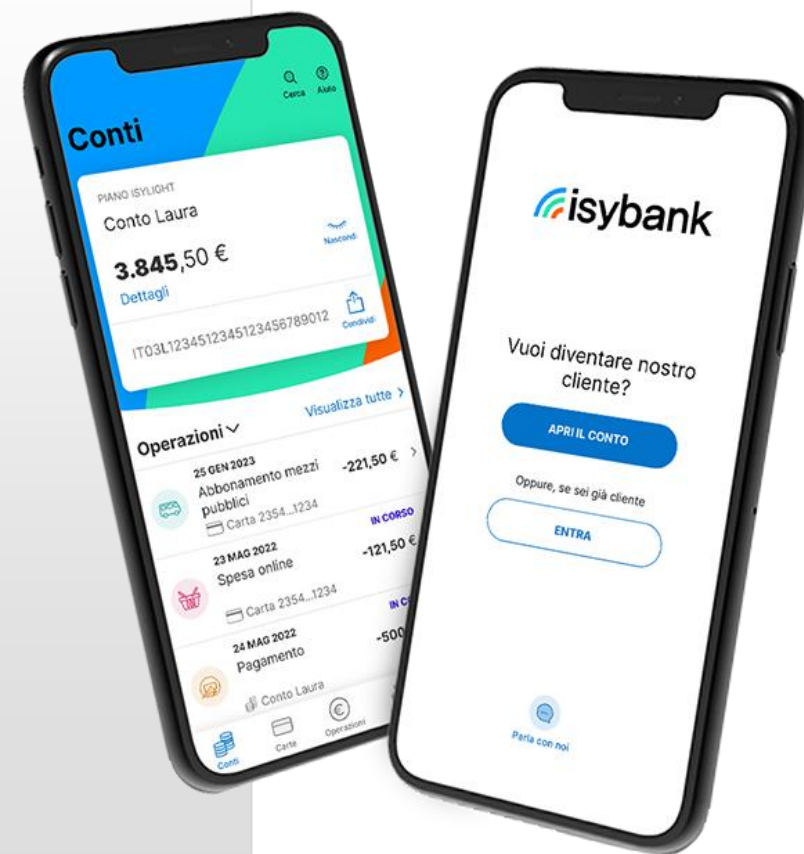 Cerca
Aiuto
Conti
PIANO ISYLIGHT
Conto Laura
3.845,50 €
Nascondi
Dettagli
IT03L1234512345123456789012
Condividi
Operazioni
Visualizza tutte >
25 GEN 2023
Abbonamento mezzi
pubblici
-221,50 € >
Carta 2354...1234
IN CORSO
23 MAG 2022
Spesa online
-121,50 €
Carta 2354...1234
24 MAG 2022
Pagamento
-500
Conto Laura
Conti
Carte
Operazioni
isybank
Vuoi diventare nostro
cliente?
APRI IL CONTO
Oppure, se sei già cliente
ENTRA
Parla con noi